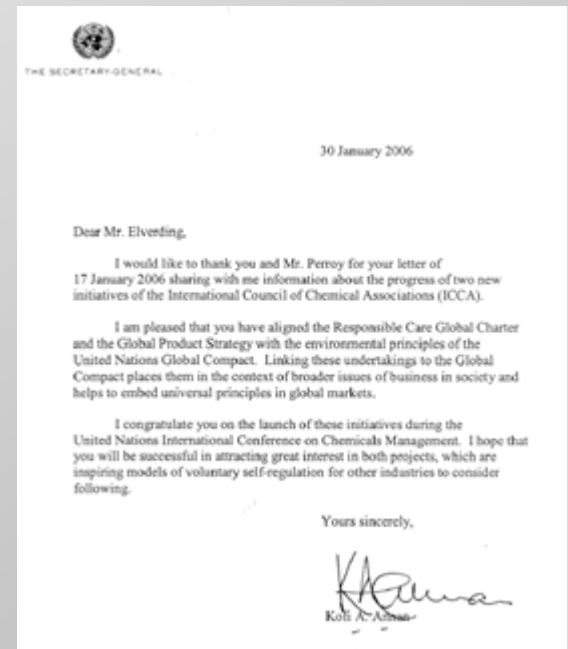 THE SECRETARY-GENERAL
30 January 2006
Dear Mr. Elverding,
I would like to thank you and Mr. Perroy for your letter of
17 January 2006 sharing with me information about the progress of two new
initiatives of the International Council of Chemical Associations (ICCA).
I am pleased that you have aligned the Responsible Care Global Charter
and the Global Product Strategy with the environmental principles of the
United Nations Global Compact. Linking these undertakings to the Global
Compact places them in the context of broader issues of business in society and
helps to embed universal principles in global markets.
I congratulate you on the launch of these initiatives during the
United Nations International Conference on Chemicals Management. I hope that
you will be successful in attracting great interest in both projects, which are
inspiring models of voluntary self-regulation for other industries to consider
following.
Yours sincerely,
Kofi A. Annan